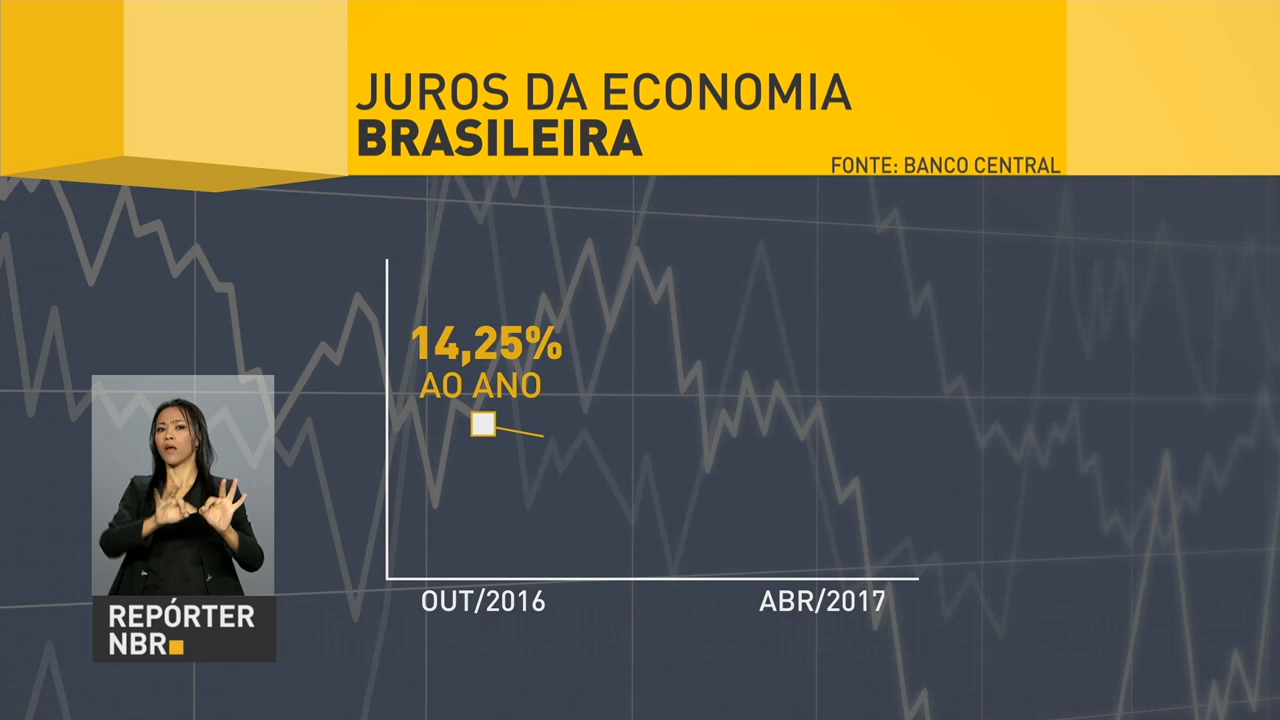 JUROS DA ECONOMIA
BRASILEIRA
FONTE: BANCO CENTRAL
14,25%
AO ANO
OUT/2016
ABR/2017
REPÓRTER
NBR